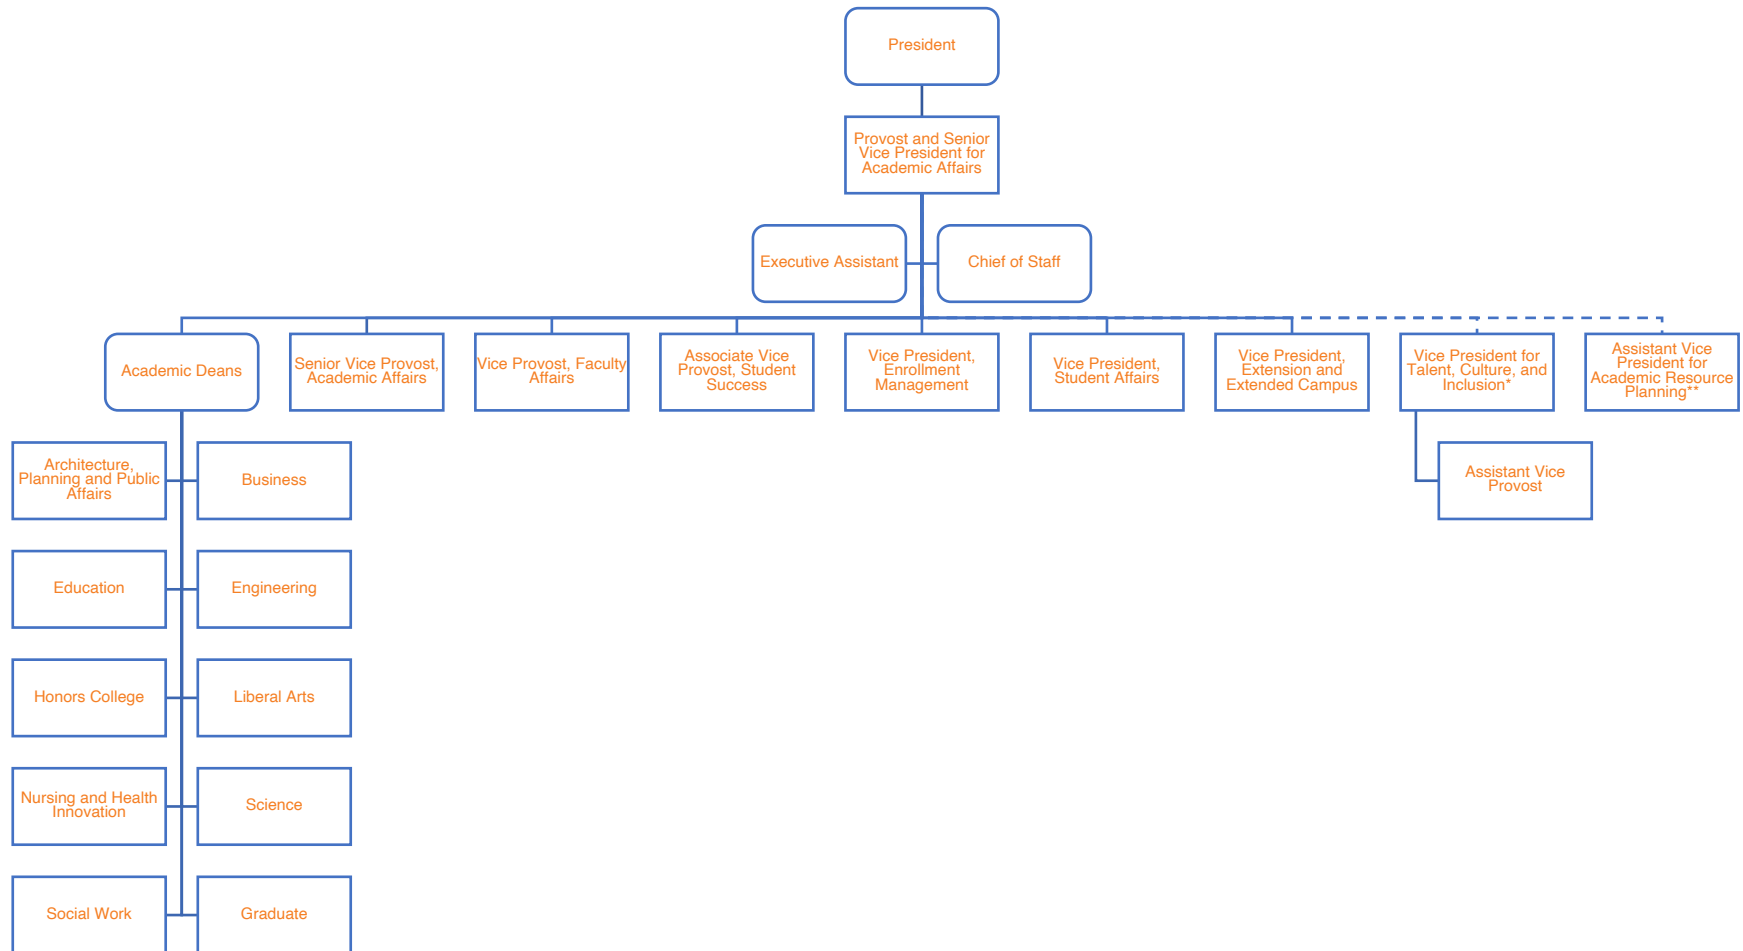 President
Provost and Senior
Vice President for
Academic Affairs
Executive Assistant
Chief of Staff
Academic Deans
Senior Vice Provost,
Academic Affairs
Vice Provost, Faculty
Affairs
Associate Vice
Provost, Student
Success
Vice President,
Enrollment
Management
Vice President,
Student Affairs
Vice President,
Extension and
Extended Campus
Vice President for
Talent, Culture, and
Inclusion*
Assistant Vice
President for
Academic Resource
Planning**
Architecture,
Planning and Public
Affairs
Business
Assistant Vice
Provost
Education
Engineering
Honors College
Liberal Arts
Nursing and Health
Innovation
Science
Social Work
Graduate